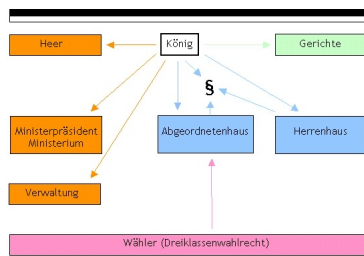 Heer
König
Gerichte
§
Ministerpräsident
Ministerium
Abgeordnetenhaus
Herrenhaus
Verwaltung
Wähler (Dreiklassenwahlrecht)